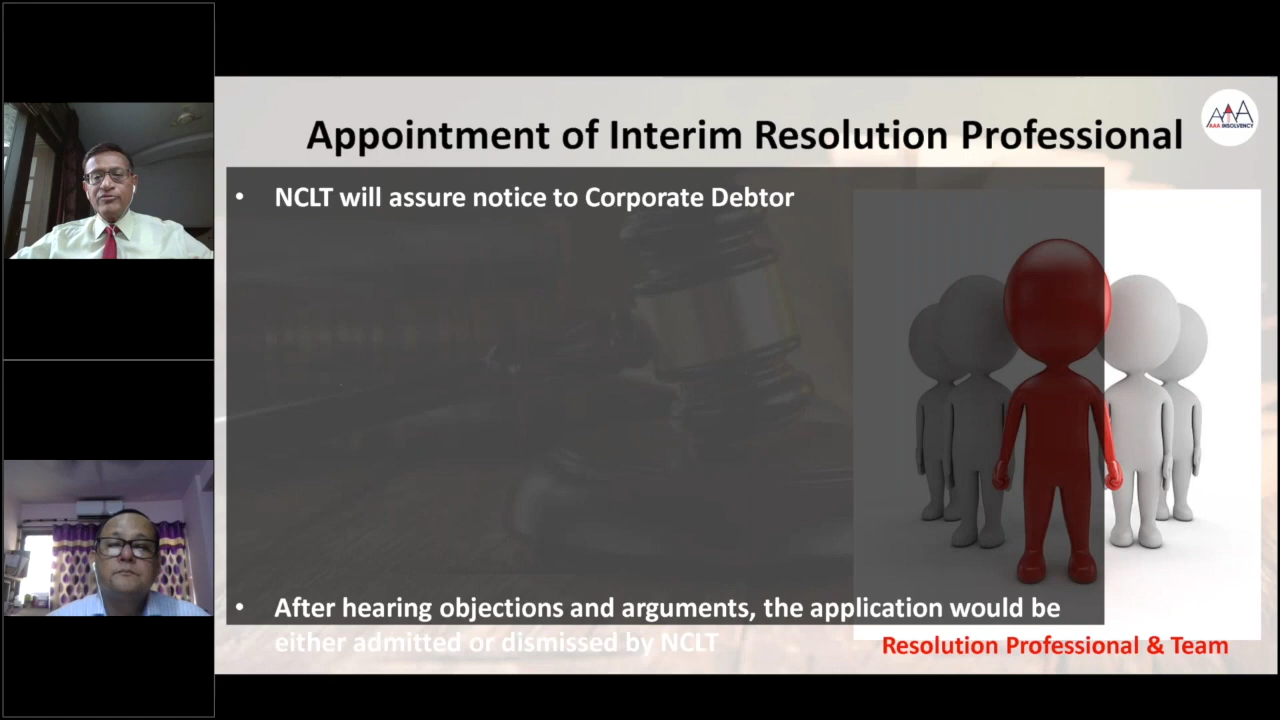 Appointment of Interim Resolution Professional
AAA INSOLVENCY
• NCLT will assure notice to Corporate Debtor
• After hearing objections and arguments, the application would be
either admitted or dismissed by NCLT
Resolution Professional & Team